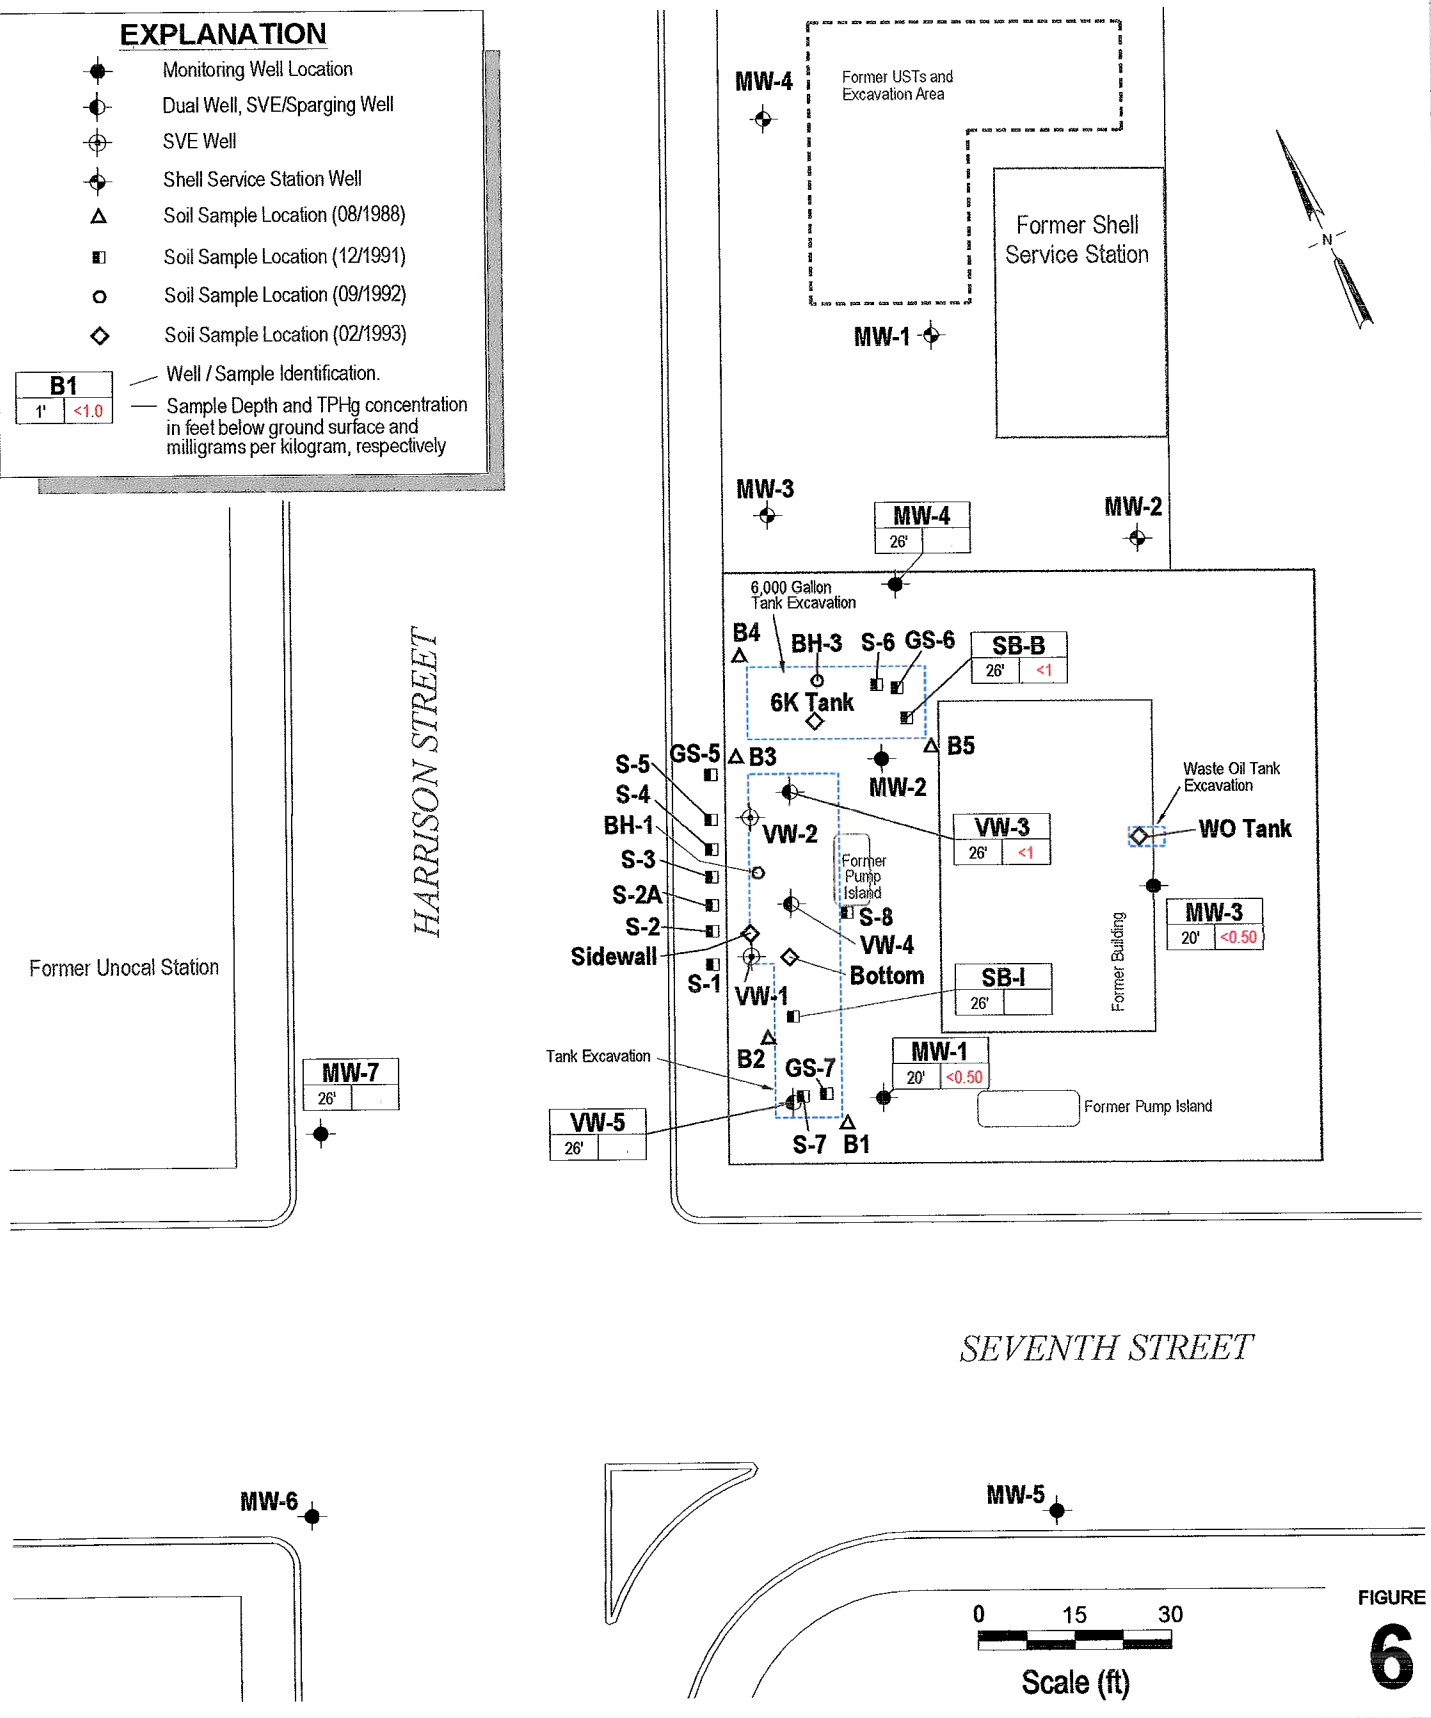 EXPLANATION
Monitoring Well Location
Dual Well, SVE/Sparging Well
SVE Well
Shell Service Station Well
Soil Sample Location (08/1988)
Soil Sample Location (12/1991)
Soil Sample Location (09/1992)
Soil Sample Location (02/1993)
B1
1' <1.0
Well / Sample Identification.
Sample Depth and TPHg concentration
in feet below ground surface and
milligrams per kilogram, respectively
MW-4
Former USTs and
Excavation Area
Former Shell
Service Station
N
MW-1
MW-3
MW-4
26'
MW-2
6,000 Gallon
Tank Excavation
B4
BH-3
S-6
GS-6
SB-B
26' <1
6K Tank
HARRISON STREET
GS-5
B3
B5
MW-2
S-5
S-4
BH-1
S-3
S-2A
S-2
Sidewall
S-1
VW-2
VW-3
26' <1
Former
Pump
Island
Waste Oil Tank
Excavation
WO Tank
MW-3
20' <0.50
S-8
VW-4
Bottom
VW-1
SB-I
26'
Former Building
Former Unocal Station
B2
Tank Excavation
GS-7
MW-1
20' <0.50
Former Pump Island
MW-7
26'
VW-5
26'
S-7
B1
SEVENTH STREET
MW-6
MW-5
0 15 30
Scale (ft)
FIGURE
6